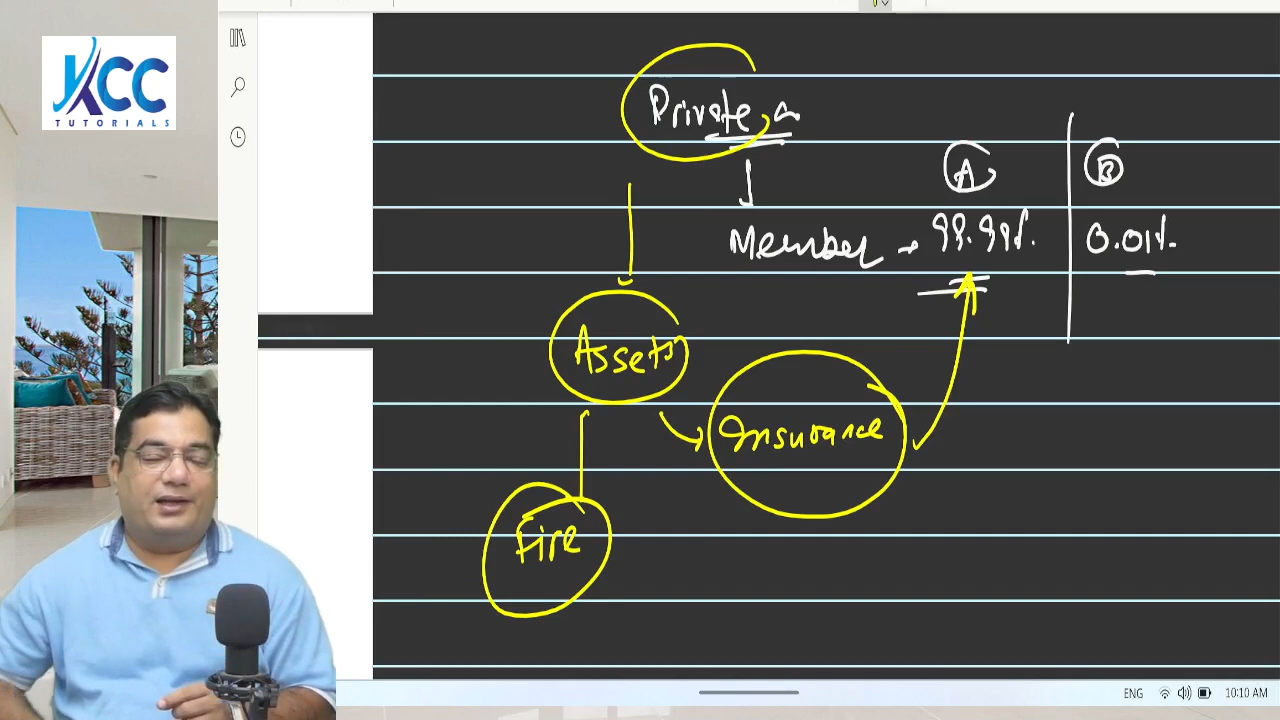 KCC
TUTORIALS
Private Co
A
B
Member → 99.99%.
0.01%
Assets
Insurance
Fire
ENG
10:10 AM